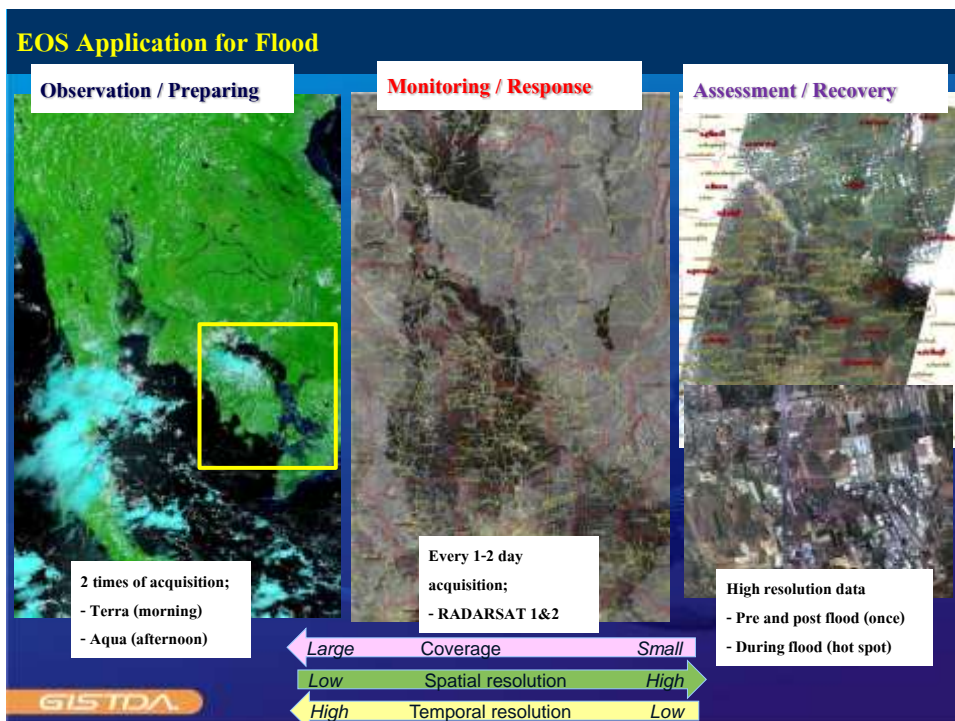 EOS Application for Flood
Observation / Preparing
Monitoring / Response
Assessment / Recovery
2 times of acquisition;
- Terra (morning)
- Aqua (afternoon)
Every 1-2 day
acquisition;
- RADARSAT 1&2
High resolution data
- Pre and post flood (once)
- During flood (hot spot)
Large Coverage Small
Low Spatial resolution High
High Temporal resolution Low
GISTDA